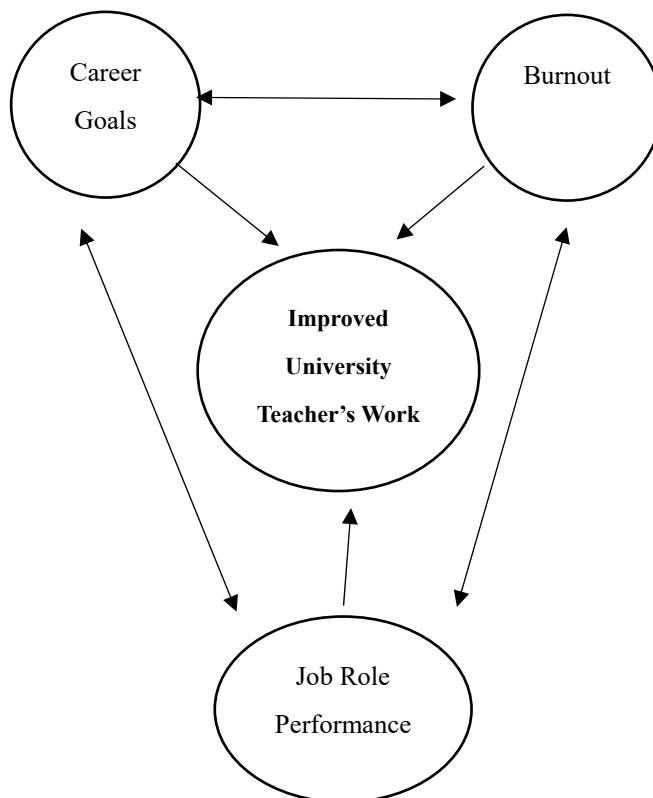 Career
Goals
Burnout
Improved
University
Teacher’s Work
Job Role
Performance